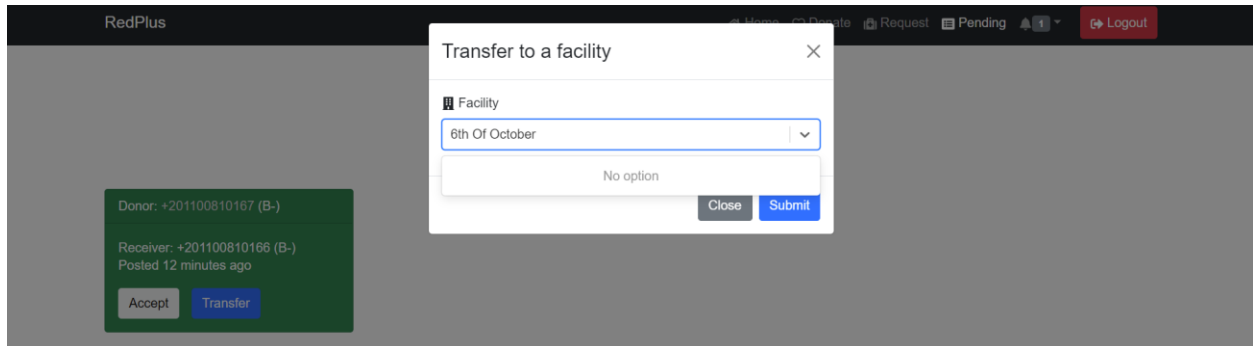 RedPlus
Home Donate Request Pending 1 Logout
Transfer to a facility
Facility
6th Of October
No option
Close Submit
Donor: +201100810167 (B-)
Receiver: +201100810166 (B-)
Posted 12 minutes ago
Accept Transfer